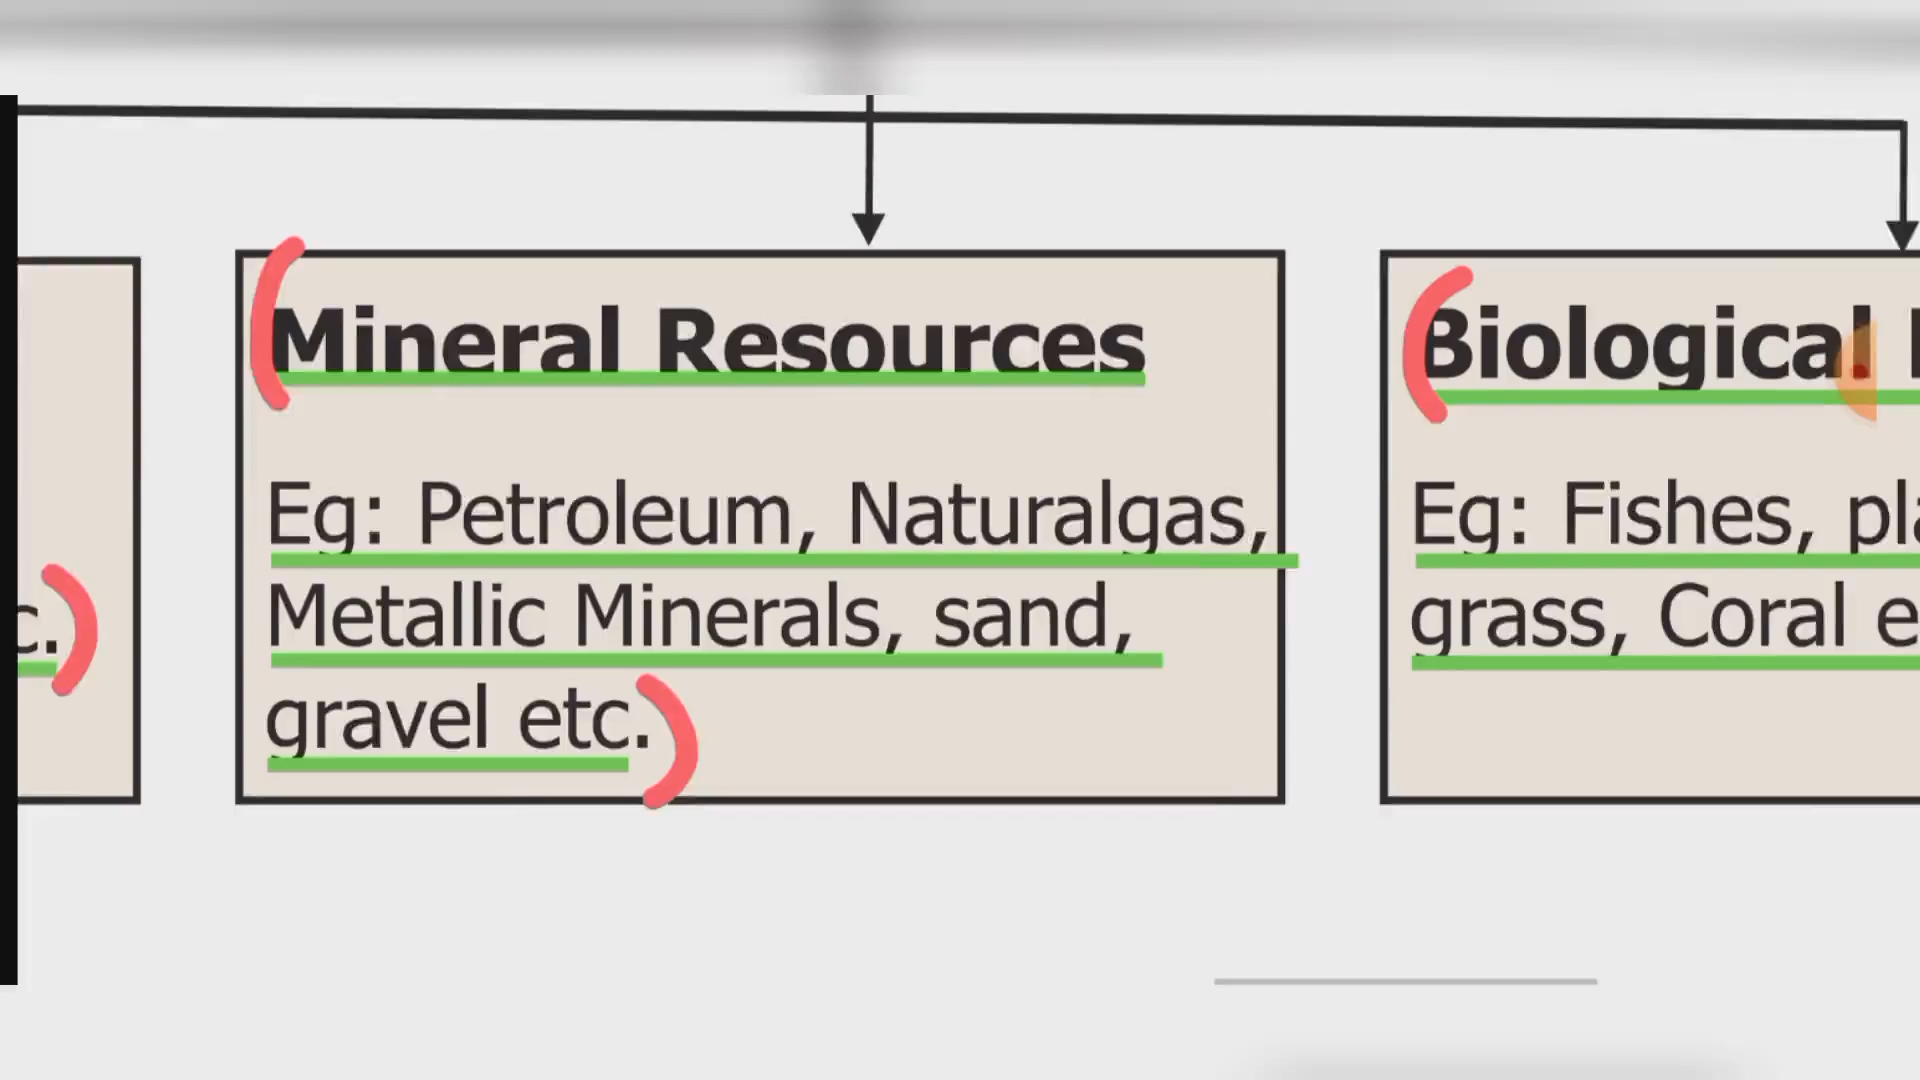 c.
Mineral Resources
Eg: Petroleum, Naturalgas,
Metallic Minerals, sand,
gravel etc.
Biological
Eg: Fishes,
grass, Coral